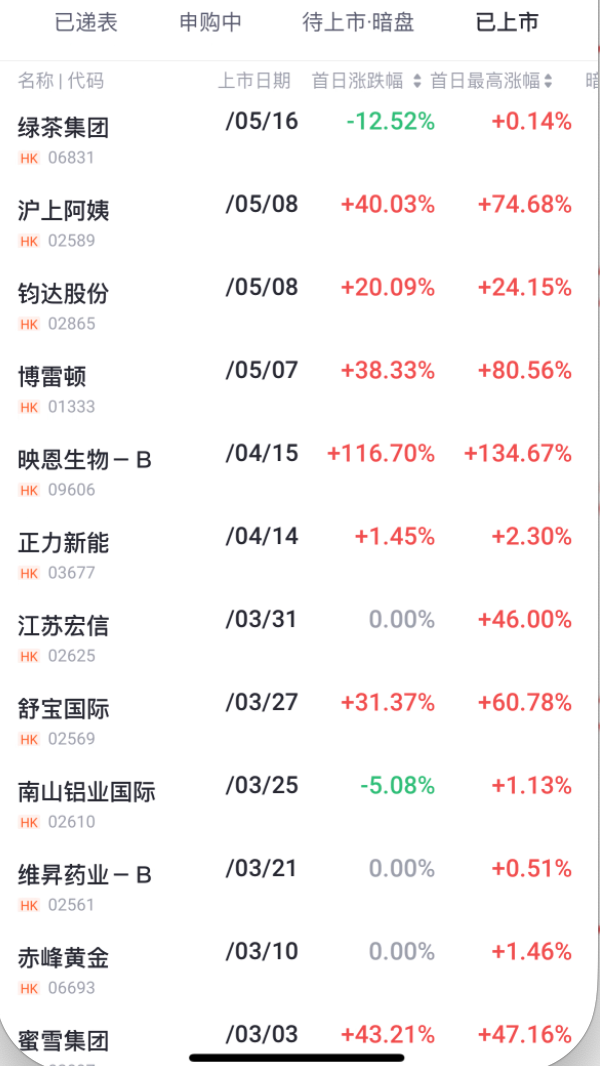 已递表 申购中 待上市·暗盘 已上市
名称 | 代码 上市日期 首日涨跌幅 首日最高涨幅 暗
绿茶集团 /05/16 -12.52% +0.14%
HK 06831
沪上阿姨 /05/08 +40.03% +74.68%
HK 02589
钧达股份 /05/08 +20.09% +24.15%
HK 02865
博雷顿 /05/07 +38.33% +80.56%
HK 01333
映恩生物－B /04/15 +116.70% +134.67%
HK 09606
正力新能 /04/14 +1.45% +2.30%
HK 03677
江苏宏信 /03/31 0.00% +46.00%
HK 02625
舒宝国际 /03/27 +31.37% +60.78%
HK 02569
南山铝业国际 /03/25 -5.08% +1.13%
HK 02610
维昇药业－B /03/21 0.00% +0.51%
HK 02561
赤峰黄金 /03/10 0.00% +1.46%
HK 06693
蜜雪集团 /03/03 +43.21% +47.16%